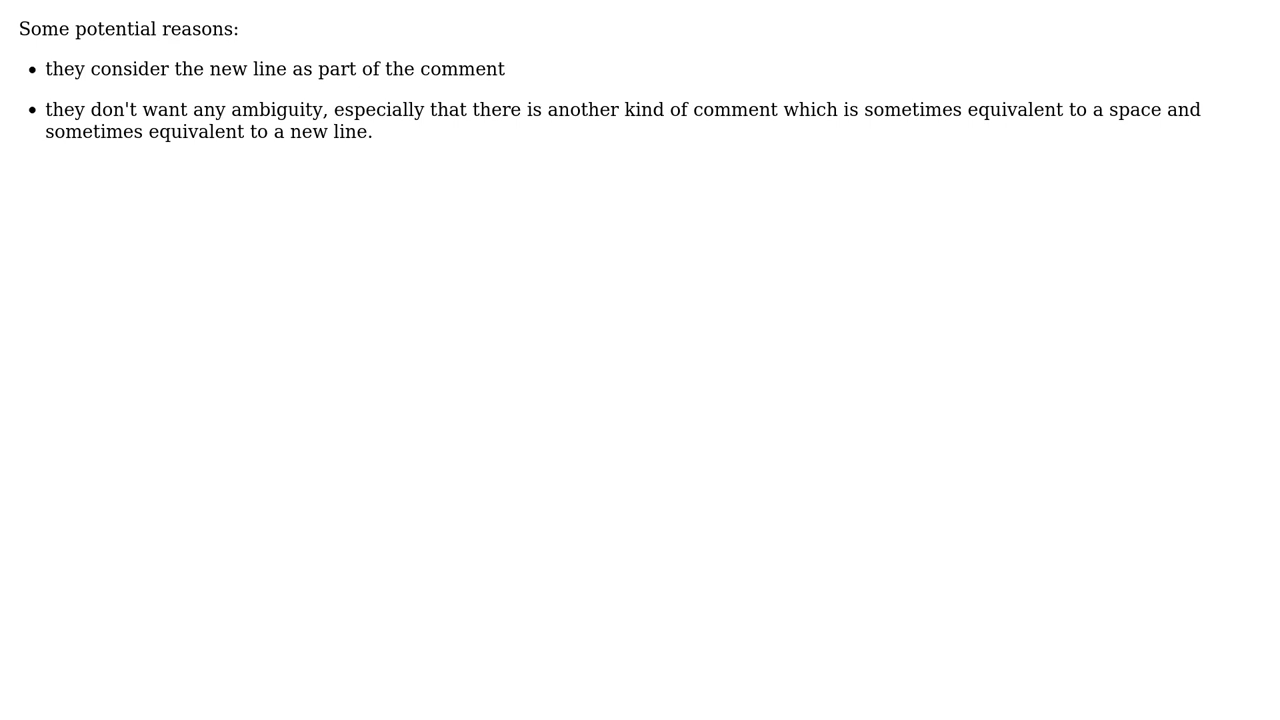 Some potential reasons:
• they consider the new line as part of the comment
• they don't want any ambiguity, especially that there is another kind of comment which is sometimes equivalent to a space and
sometimes equivalent to a new line.